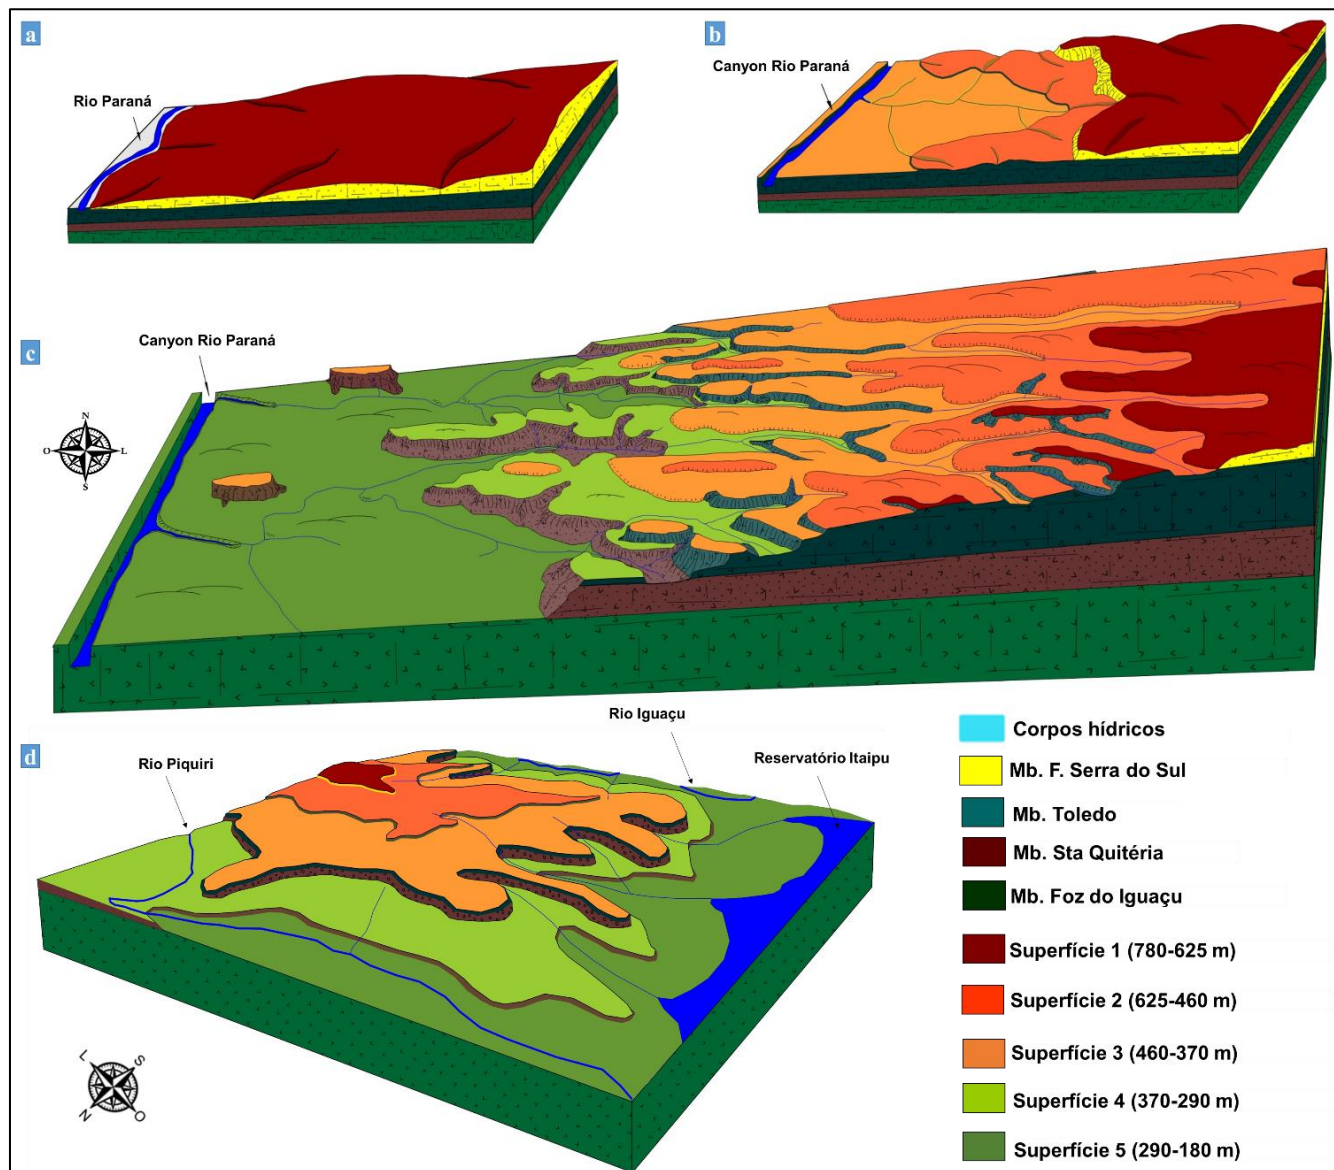 a
Rio Paraná
b
Canyon Rio Paraná
c
Canyon Rio Paraná
N
O
L
S
d
Rio Piquiri
Rio Iguaçu
Reservatório Itaipu
L
S
N
O
Corpos hídricos
Mb. F. Serra do Sul
Mb. Toledo
Mb. Sta Quitéria
Mb. Foz do Iguaçu
Superfície 1 (780-625 m)
Superfície 2 (625-460 m)
Superfície 3 (460-370 m)
Superfície 4 (370-290 m)
Superfície 5 (290-180 m)